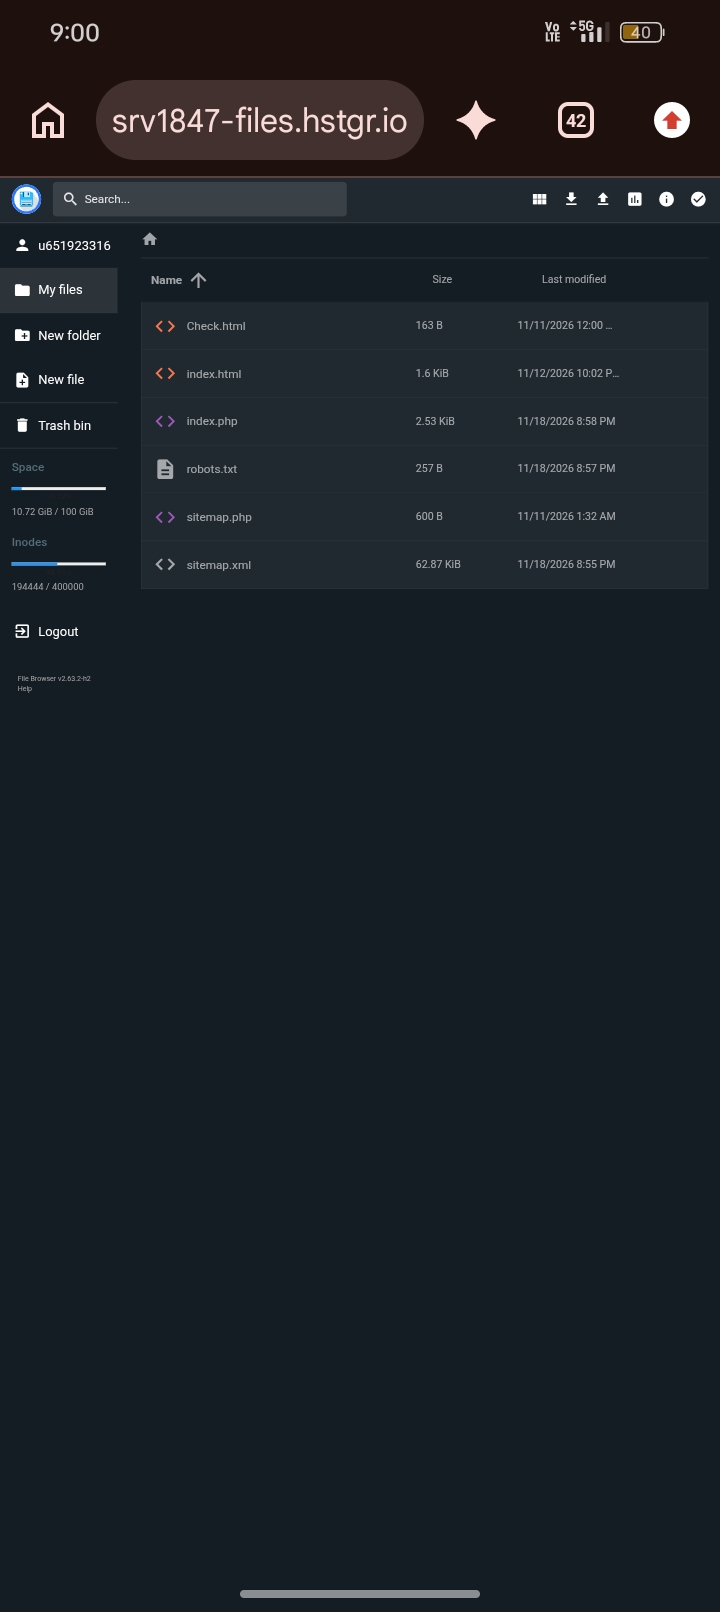 9:00
Vo LTE 5G 40
srv1847-files.hstgr.io
42
Search...
u651923316
My files
New folder
New file
Trash bin
Space
10.72 GiB / 100 GiB
Inodes
194444 / 400000
Logout
File Browser v2.63.2-h2
Help
Name Size Last modified
Check.html 163 B 11/11/2026 12:00 ...
index.html 1.6 KiB 11/12/2026 10:02 P...
index.php 2.53 KiB 11/18/2026 8:58 PM
robots.txt 257 B 11/18/2026 8:57 PM
sitemap.php 600 B 11/11/2026 1:32 AM
sitemap.xml 62.87 KiB 11/18/2026 8:55 PM